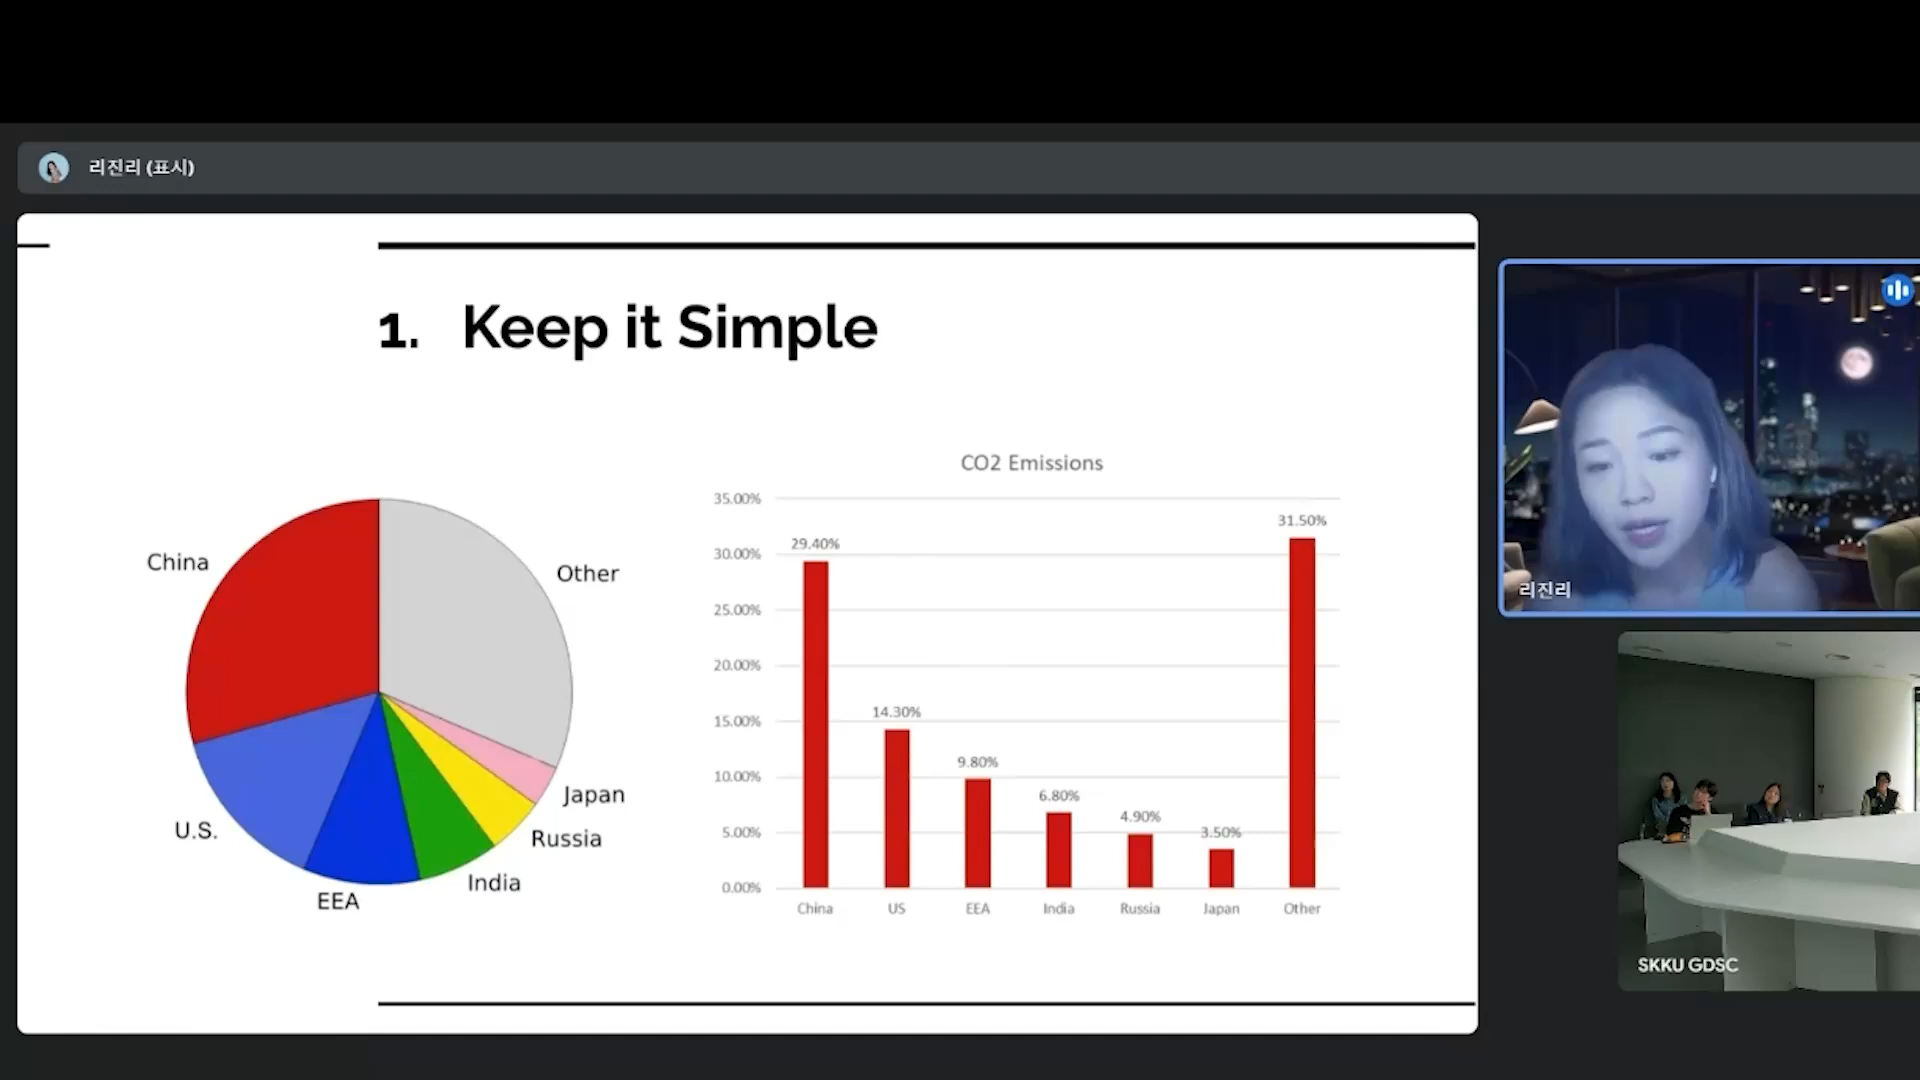 리진리 (표시)
1. Keep it Simple
China
Other
U.S.
EEA
India
Russia
Japan
CO2 Emissions
35.00%
30.00%
25.00%
20.00%
15.00%
10.00%
5.00%
0.00%
29.40%
14.30%
9.80%
6.80%
4.90%
3.50%
31.50%
China
US
EEA
India
Russia
Japan
Other
리진리
SKKU GDSC